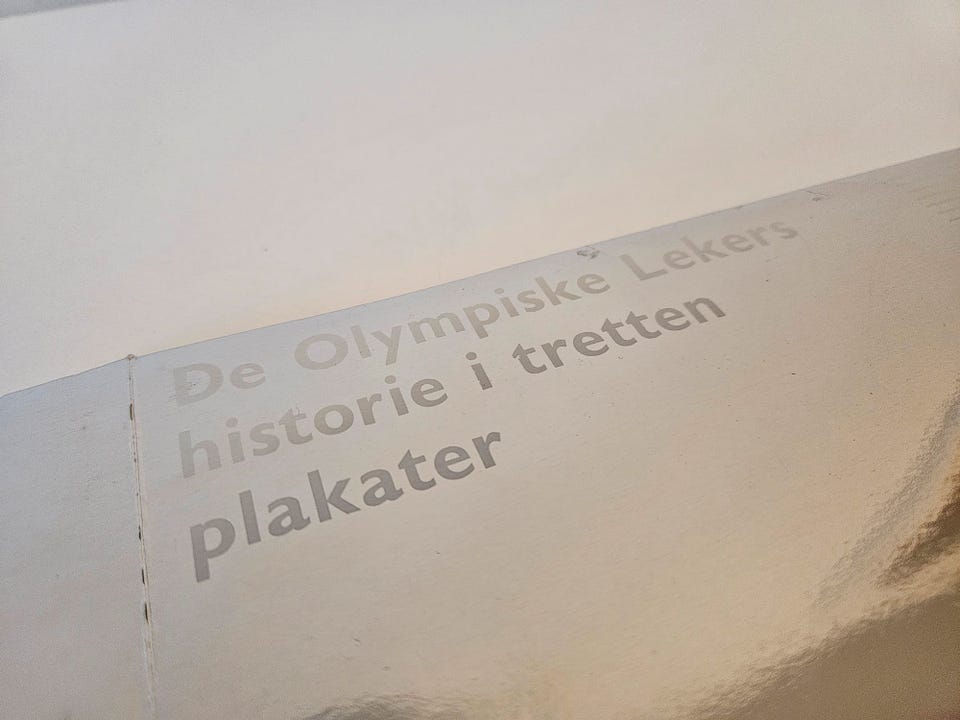 De Olympiske Lekers
historie i tretten
plakater